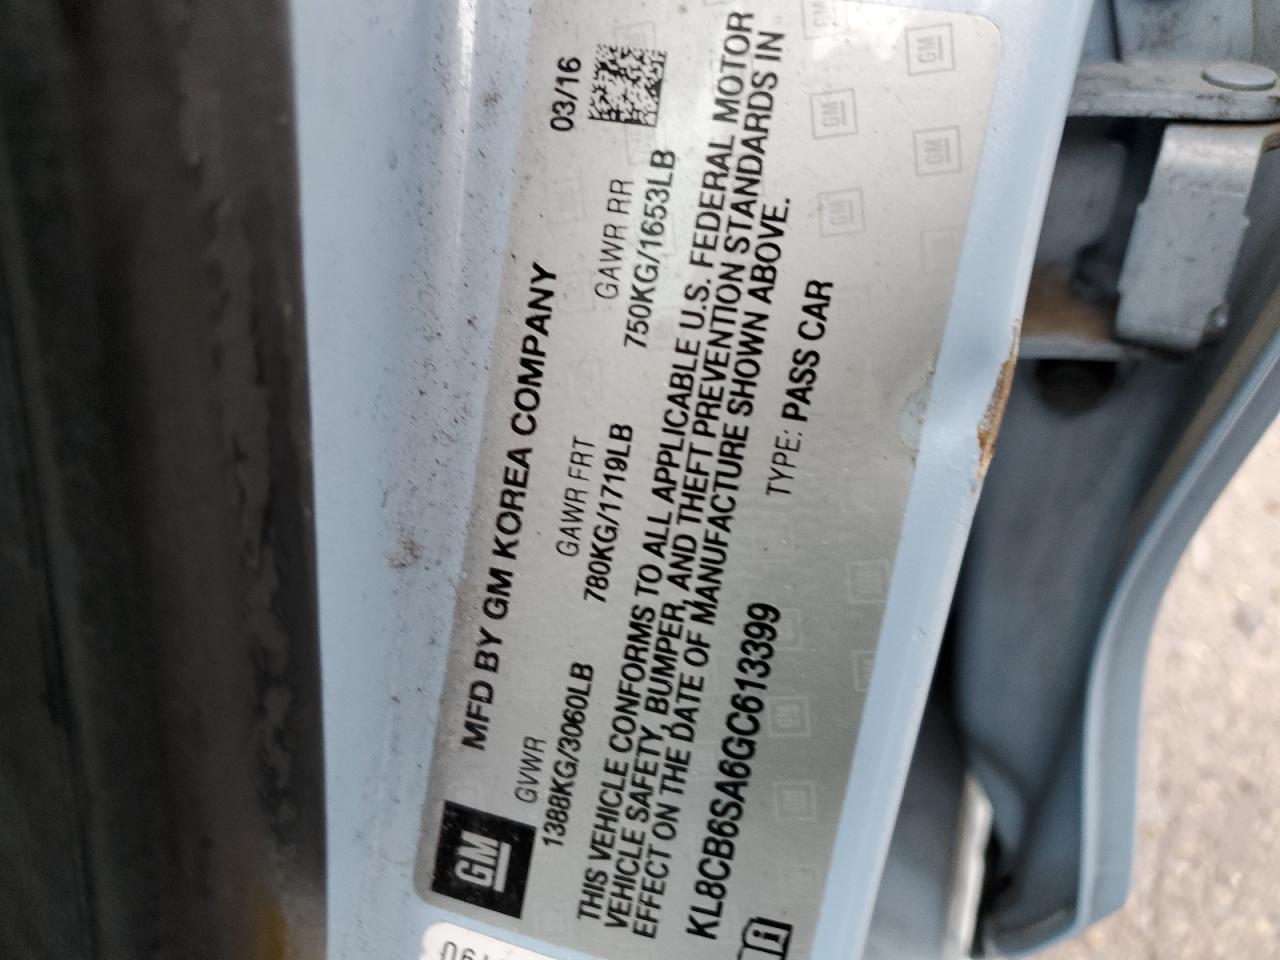 GM
MFD BY GM KOREA COMPANY 03/16
GVWR GAWR FRT GAWR RR
1388KG/3060LB 780KG/1719LB 750KG/1653LB
THIS VEHICLE CONFORMS TO ALL APPLICABLE U.S. FEDERAL MOTOR
VEHICLE SAFETY, BUMPER, AND THEFT PREVENTION STANDARDS IN
EFFECT ON THE DATE OF MANUFACTURE SHOWN ABOVE.
KL8CB6SA6GC613399 TYPE: PASS CAR